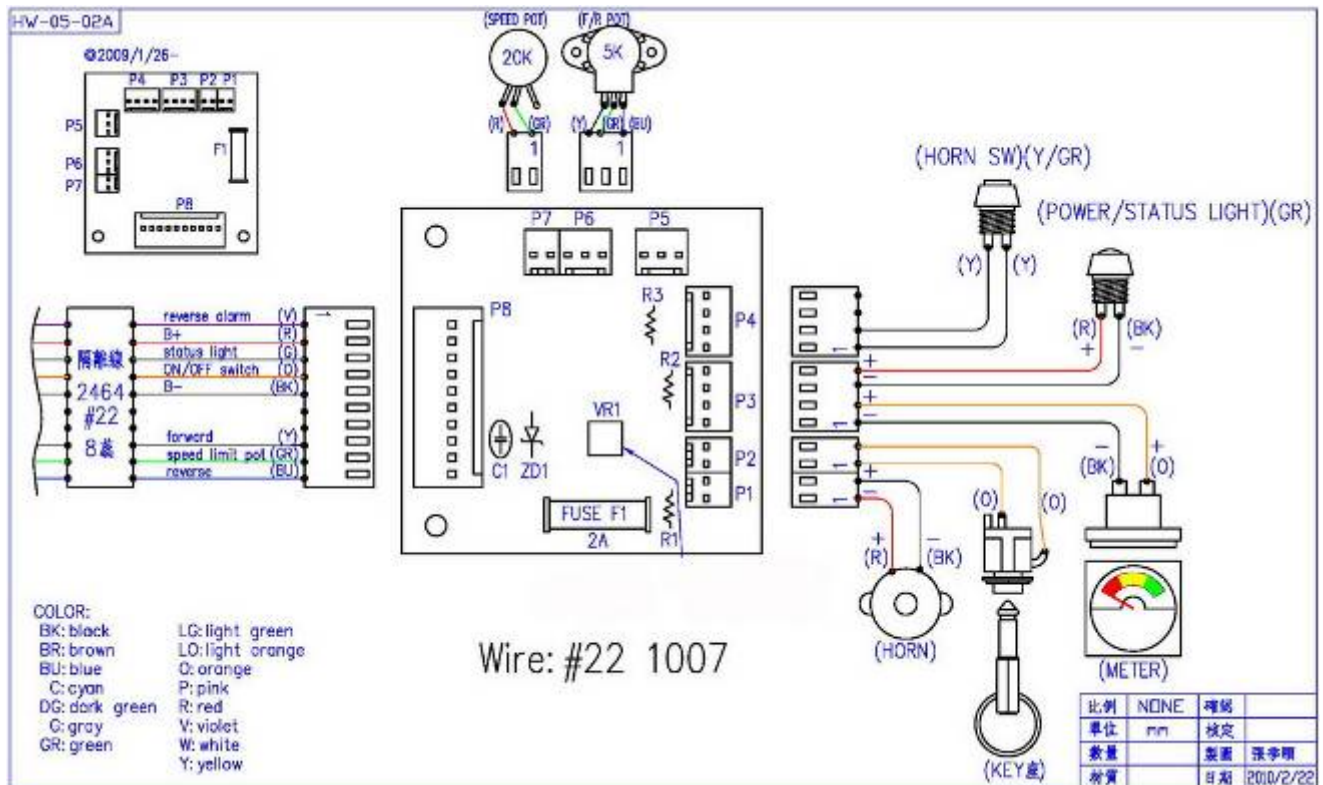 HW-05-02A
@2009/1/26-
P4 P3 P2 P1
P5
P6
P7
F1
P8
(SPEED POT) (F/R POT)
20K 5K
(R) (GR) (Y) (GR) (BU)
1 1
(HORN SW)(Y/GR)
(POWER/STATUS LIGHT)(GR)
(Y) (Y)
(R) (BK)
+ -
P7 P6 P5
P8
R3
P4
R2
P3
VR1
P2
P1
C1 ZD1
FUSE F1
2A
R1
1
1
1
1
+
-
+
-
+
-
reverse alarm (V)
B+ (R)
status light (G)
ON/OFF switch (O)
B- (BK)
forward (Y)
speed limit pot (GR)
reverse (BU)
隔離線
2464
#22
8蕊
- +
(BK) (O)
(O) (O)
+ -
(R) (BK)
(HORN)
(METER)
(KEY座)
Wire: #22 1007
COLOR:
BK: black
BR: brown
BU: blue
C: cyan
DG: dark green
G: gray
GR: green
LG: light green
LO: light orange
O: orange
P: pink
R: red
V: violet
W: white
Y: yellow
比例 NONE 確認
單位 mm 核定
數量 製圖
材質 日期 2010/2/22